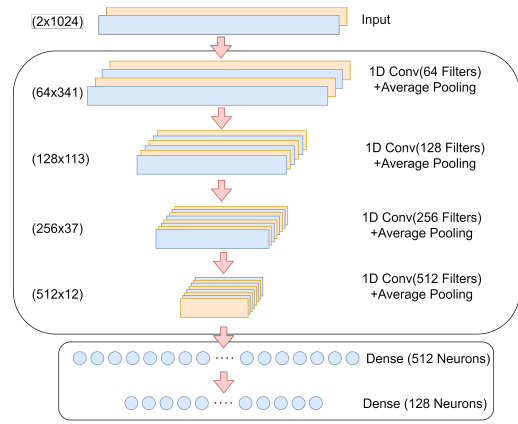 (2x1024)
Input
(64x341)
1D Conv(64 Filters)
+Average Pooling
(128x113)
1D Conv(128 Filters)
+Average Pooling
(256x37)
1D Conv(256 Filters)
+Average Pooling
(512x12)
1D Conv(512 Filters)
+Average Pooling
Dense (512 Neurons)
Dense (128 Neurons)